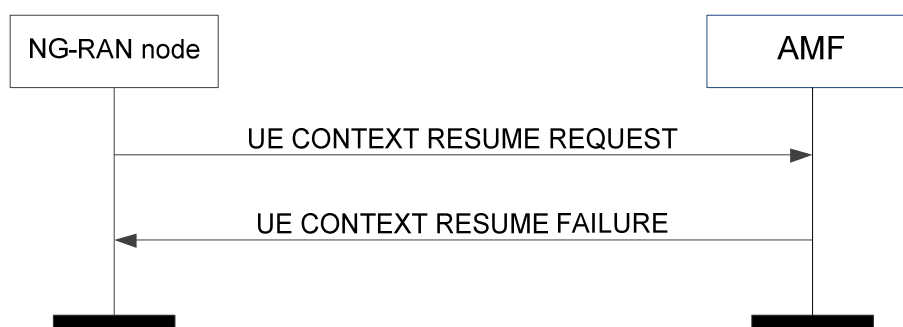 NG-RAN node
AMF
UE CONTEXT RESUME REQUEST
UE CONTEXT RESUME FAILURE